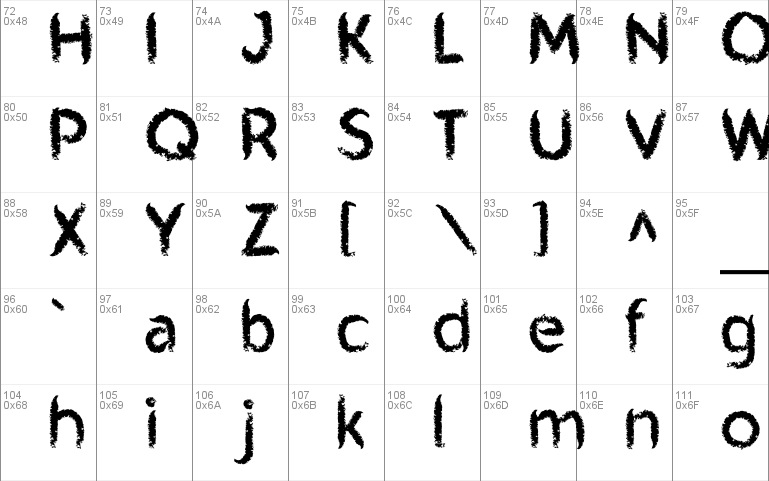 72 73 74 75 76 77 78 79
0x48 0x49 0x4A 0x4B 0x4C 0x4D 0x4E 0x4F
H I J K L M N O
80 81 82 83 84 85 86 87
0x50 0x51 0x52 0x53 0x54 0x55 0x56 0x57
P Q R S T U V W
88 89 90 91 92 93 94 95
0x58 0x59 0x5A 0x5B 0x5C 0x5D 0x5E 0x5F
X Y Z [ \ ] ^ _
96 97 98 99 100 101 102 103
0x60 0x61 0x62 0x63 0x64 0x65 0x66 0x67
` a b c d e f g
104 105 106 107 108 109 110 111
0x68 0x69 0x6A 0x6B 0x6C 0x6D 0x6E 0x6F
h i j k l m n o